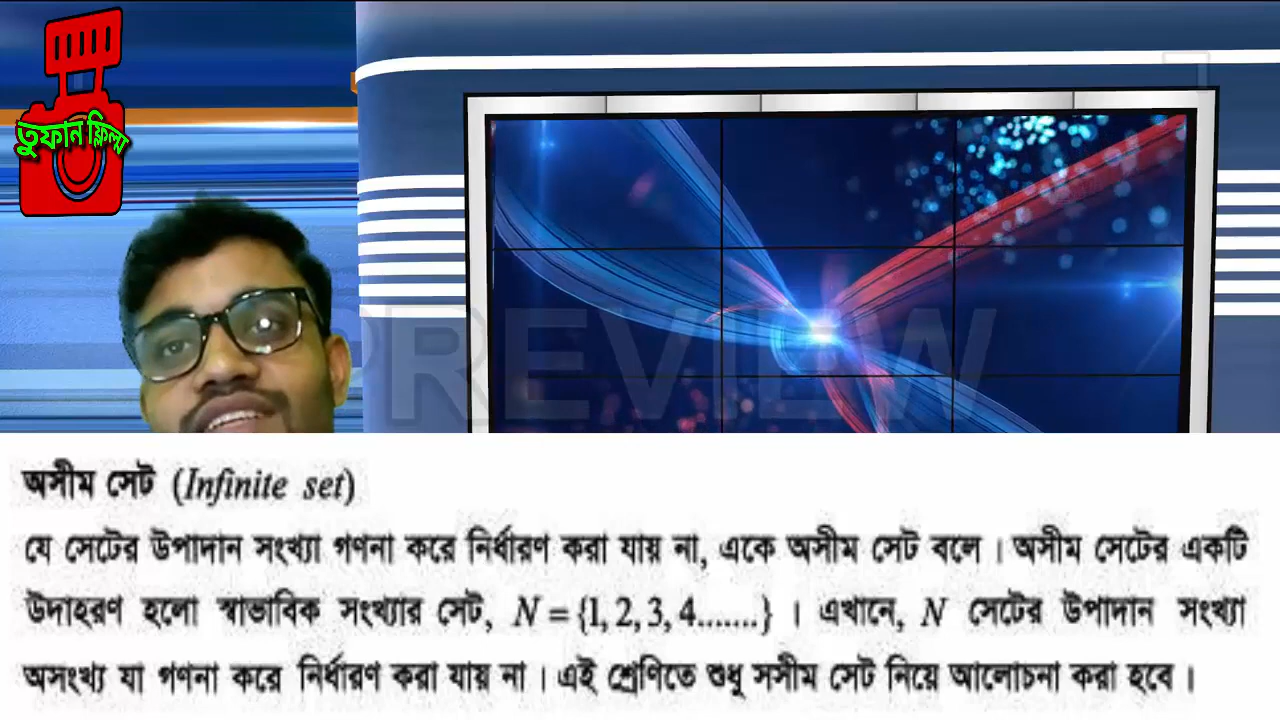 তুফান ফিল্ম
PREVIEW
অসীম সেট (Infinite set)
যে সেটের উপাদান সংখ্যা গণনা করে নির্ধারণ করা যায় না, একে অসীম সেট বলে । অসীম সেটের একটি
উদাহরণ হলো স্বাভাবিক সংখ্যার সেট, N = {1, 2, 3, 4.......} । এখানে, N সেটের উপাদান সংখ্যা
অসংখ্য যা গণনা করে নির্ধারণ করা যায় না । এই শ্রেণিতে শুধু সসীম সেট নিয়ে আলোচনা করা হবে ।